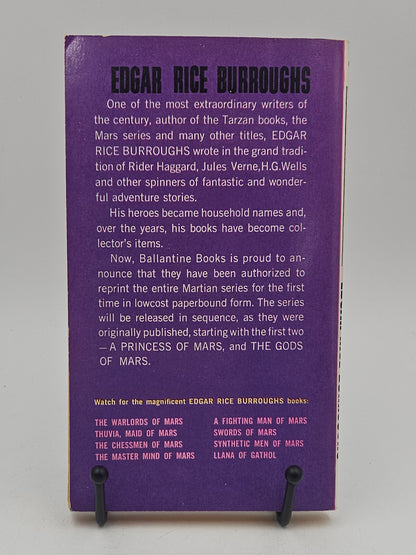 EDGAR RICE BURROUGHS
One of the most extraordinary writers of
the century, author of the Tarzan books, the
Mars series and many other titles, EDGAR
RICE BURROUGHS wrote in the grand tradi-
tion of Rider Haggard, Jules Verne,H.G.Wells
and other spinners of fantastic and wonder-
ful adventure stories.
His heroes became household names and,
over the years, his books have become col-
lector's items.
Now, Ballantine Books is proud to an-
nounce that they have been authorized to
reprint the entire Martian series for the first
time in lowcost paperbound form. The series
will be released in sequence, as they were
originally published, starting with the first two
—A PRINCESS OF MARS, and THE GODS
OF MARS.
Watch for the magnificent EDGAR RICE BURROUGHS books:
THE WARLORDS OF MARS
THUVIA, MAID OF MARS
THE CHESSMEN OF MARS
THE MASTER MIND OF MARS
A FIGHTING MAN OF MARS
SWORDS OF MARS
SYNTHETIC MEN OF MARS
LLANA OF GATHOL